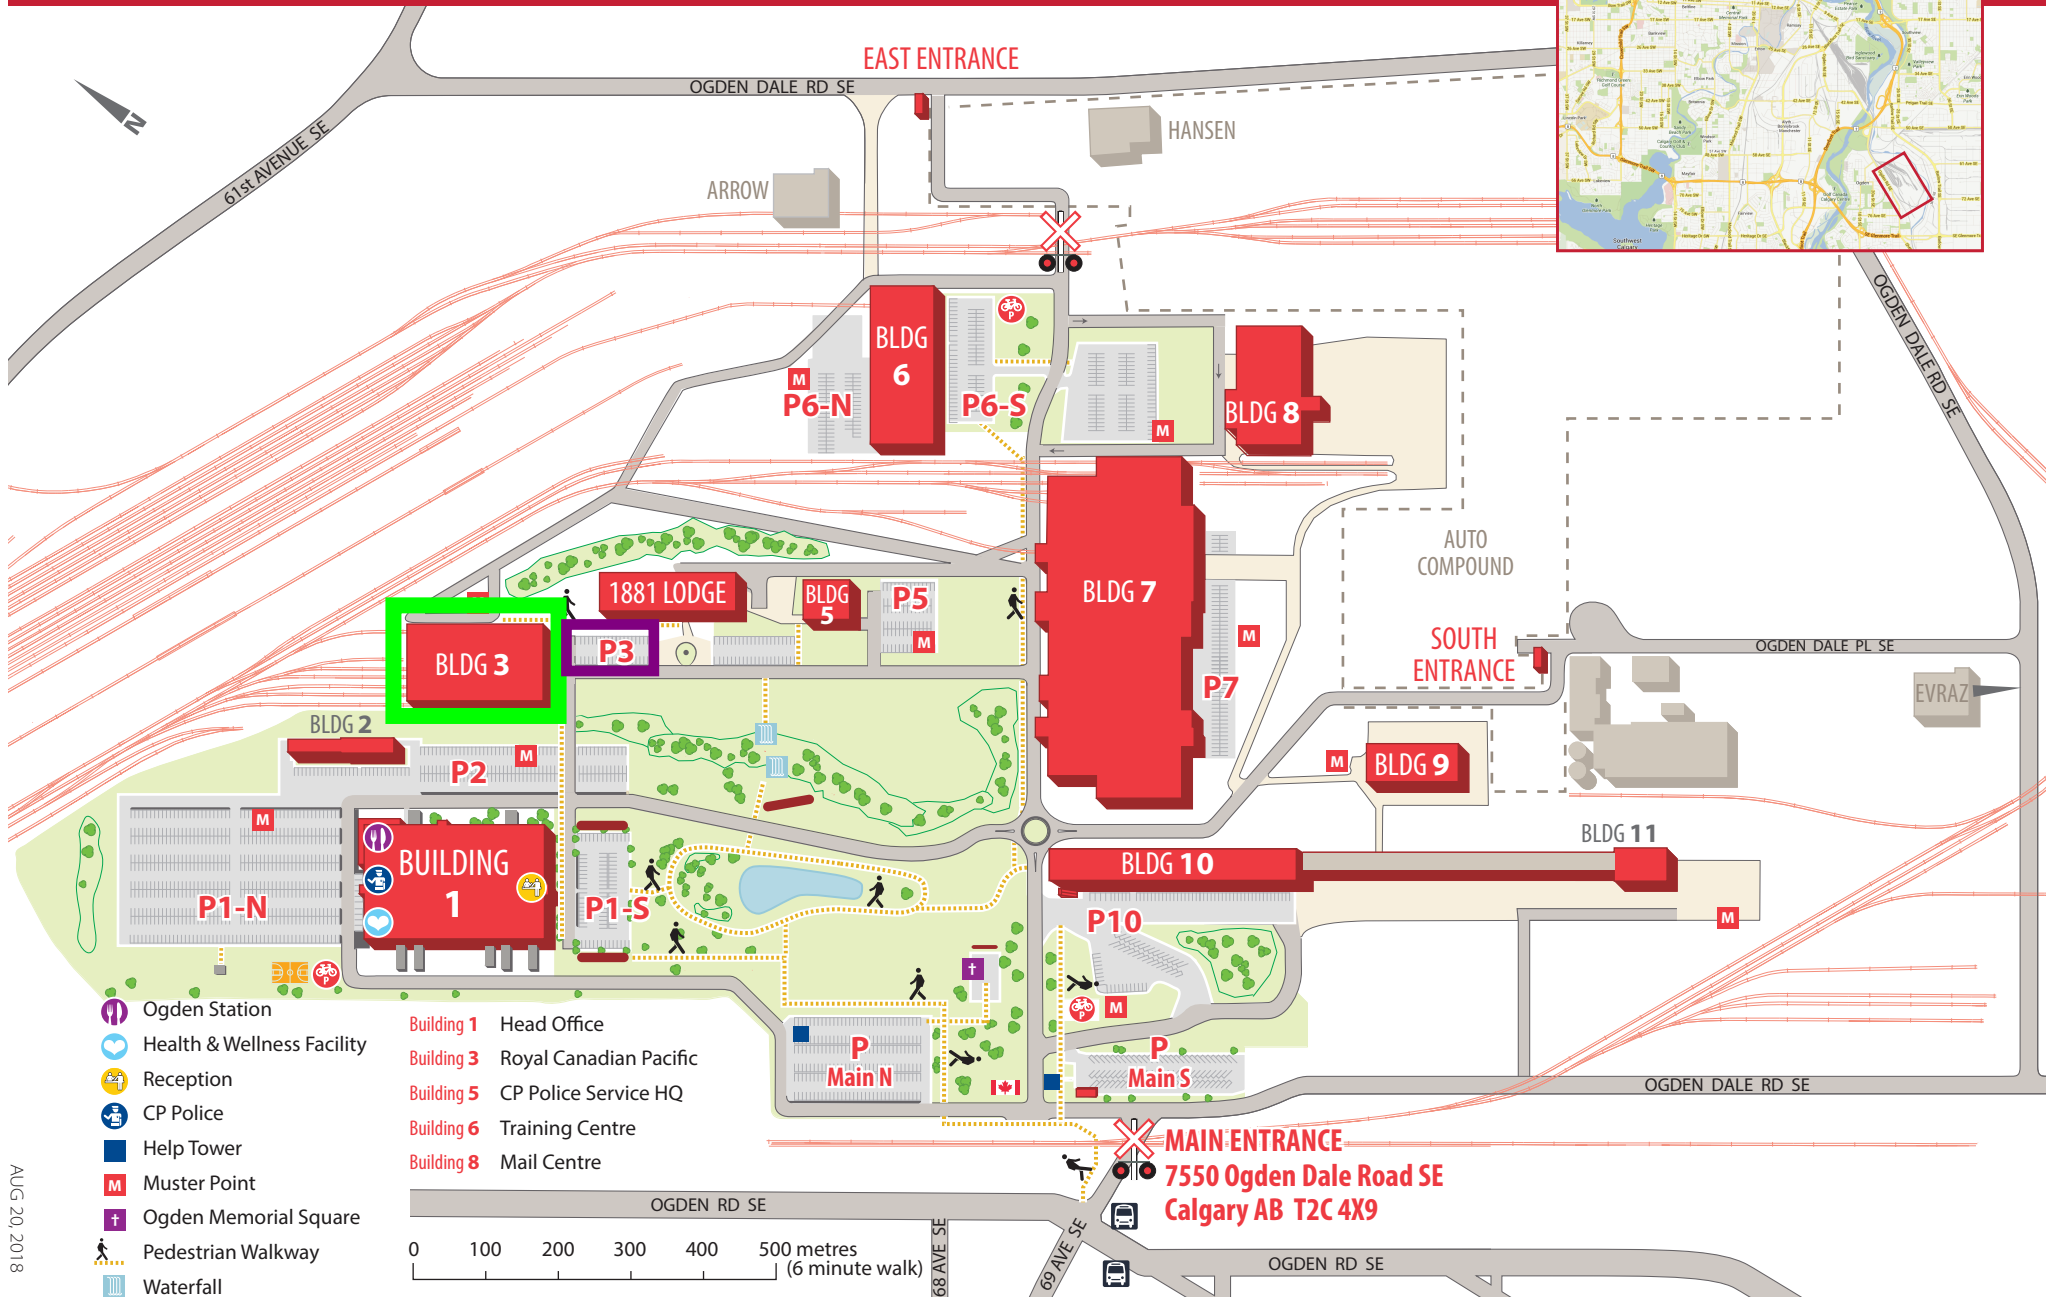 EAST ENTRANCE
OGDEN DALE RD SE
61st AVENUE SE
N
HANSEN
ARROW
OGDEN DALE RD SE
BLDG
6
P
M
P6-N
P6-S
M
BLDG 8
BLDG 7
AUTO
COMPOUND
1881 LODGE
BLDG
5
P5
M
M
P3
BLDG 3
P7
SOUTH
ENTRANCE
OGDEN DALE PL SE
EVRAZ
BLDG 2
P2
M
M
BLDG 9
M
BUILDING
1
P1-N
P1-S
BLDG 10
BLDG 11
M
P10
P
M
P
P
Main N
P
Main S
OGDEN DALE RD SE
MAIN ENTRANCE
7550 Ogden Dale Road SE
Calgary AB T2C 4X9
OGDEN RD SE
68 AVE SE
69 AVE SE
OGDEN RD SE
Ogden Station
Health & Wellness Facility
Reception
CP Police
Help Tower
M Muster Point
Ogden Memorial Square
Pedestrian Walkway
Waterfall
Building 1 Head Office
Building 3 Royal Canadian Pacific
Building 5 CP Police Service HQ
Building 6 Training Centre
Building 8 Mail Centre
0 100 200 300 400 500 metres
(6 minute walk)
AUG 20, 2018
Southwest
Calgary